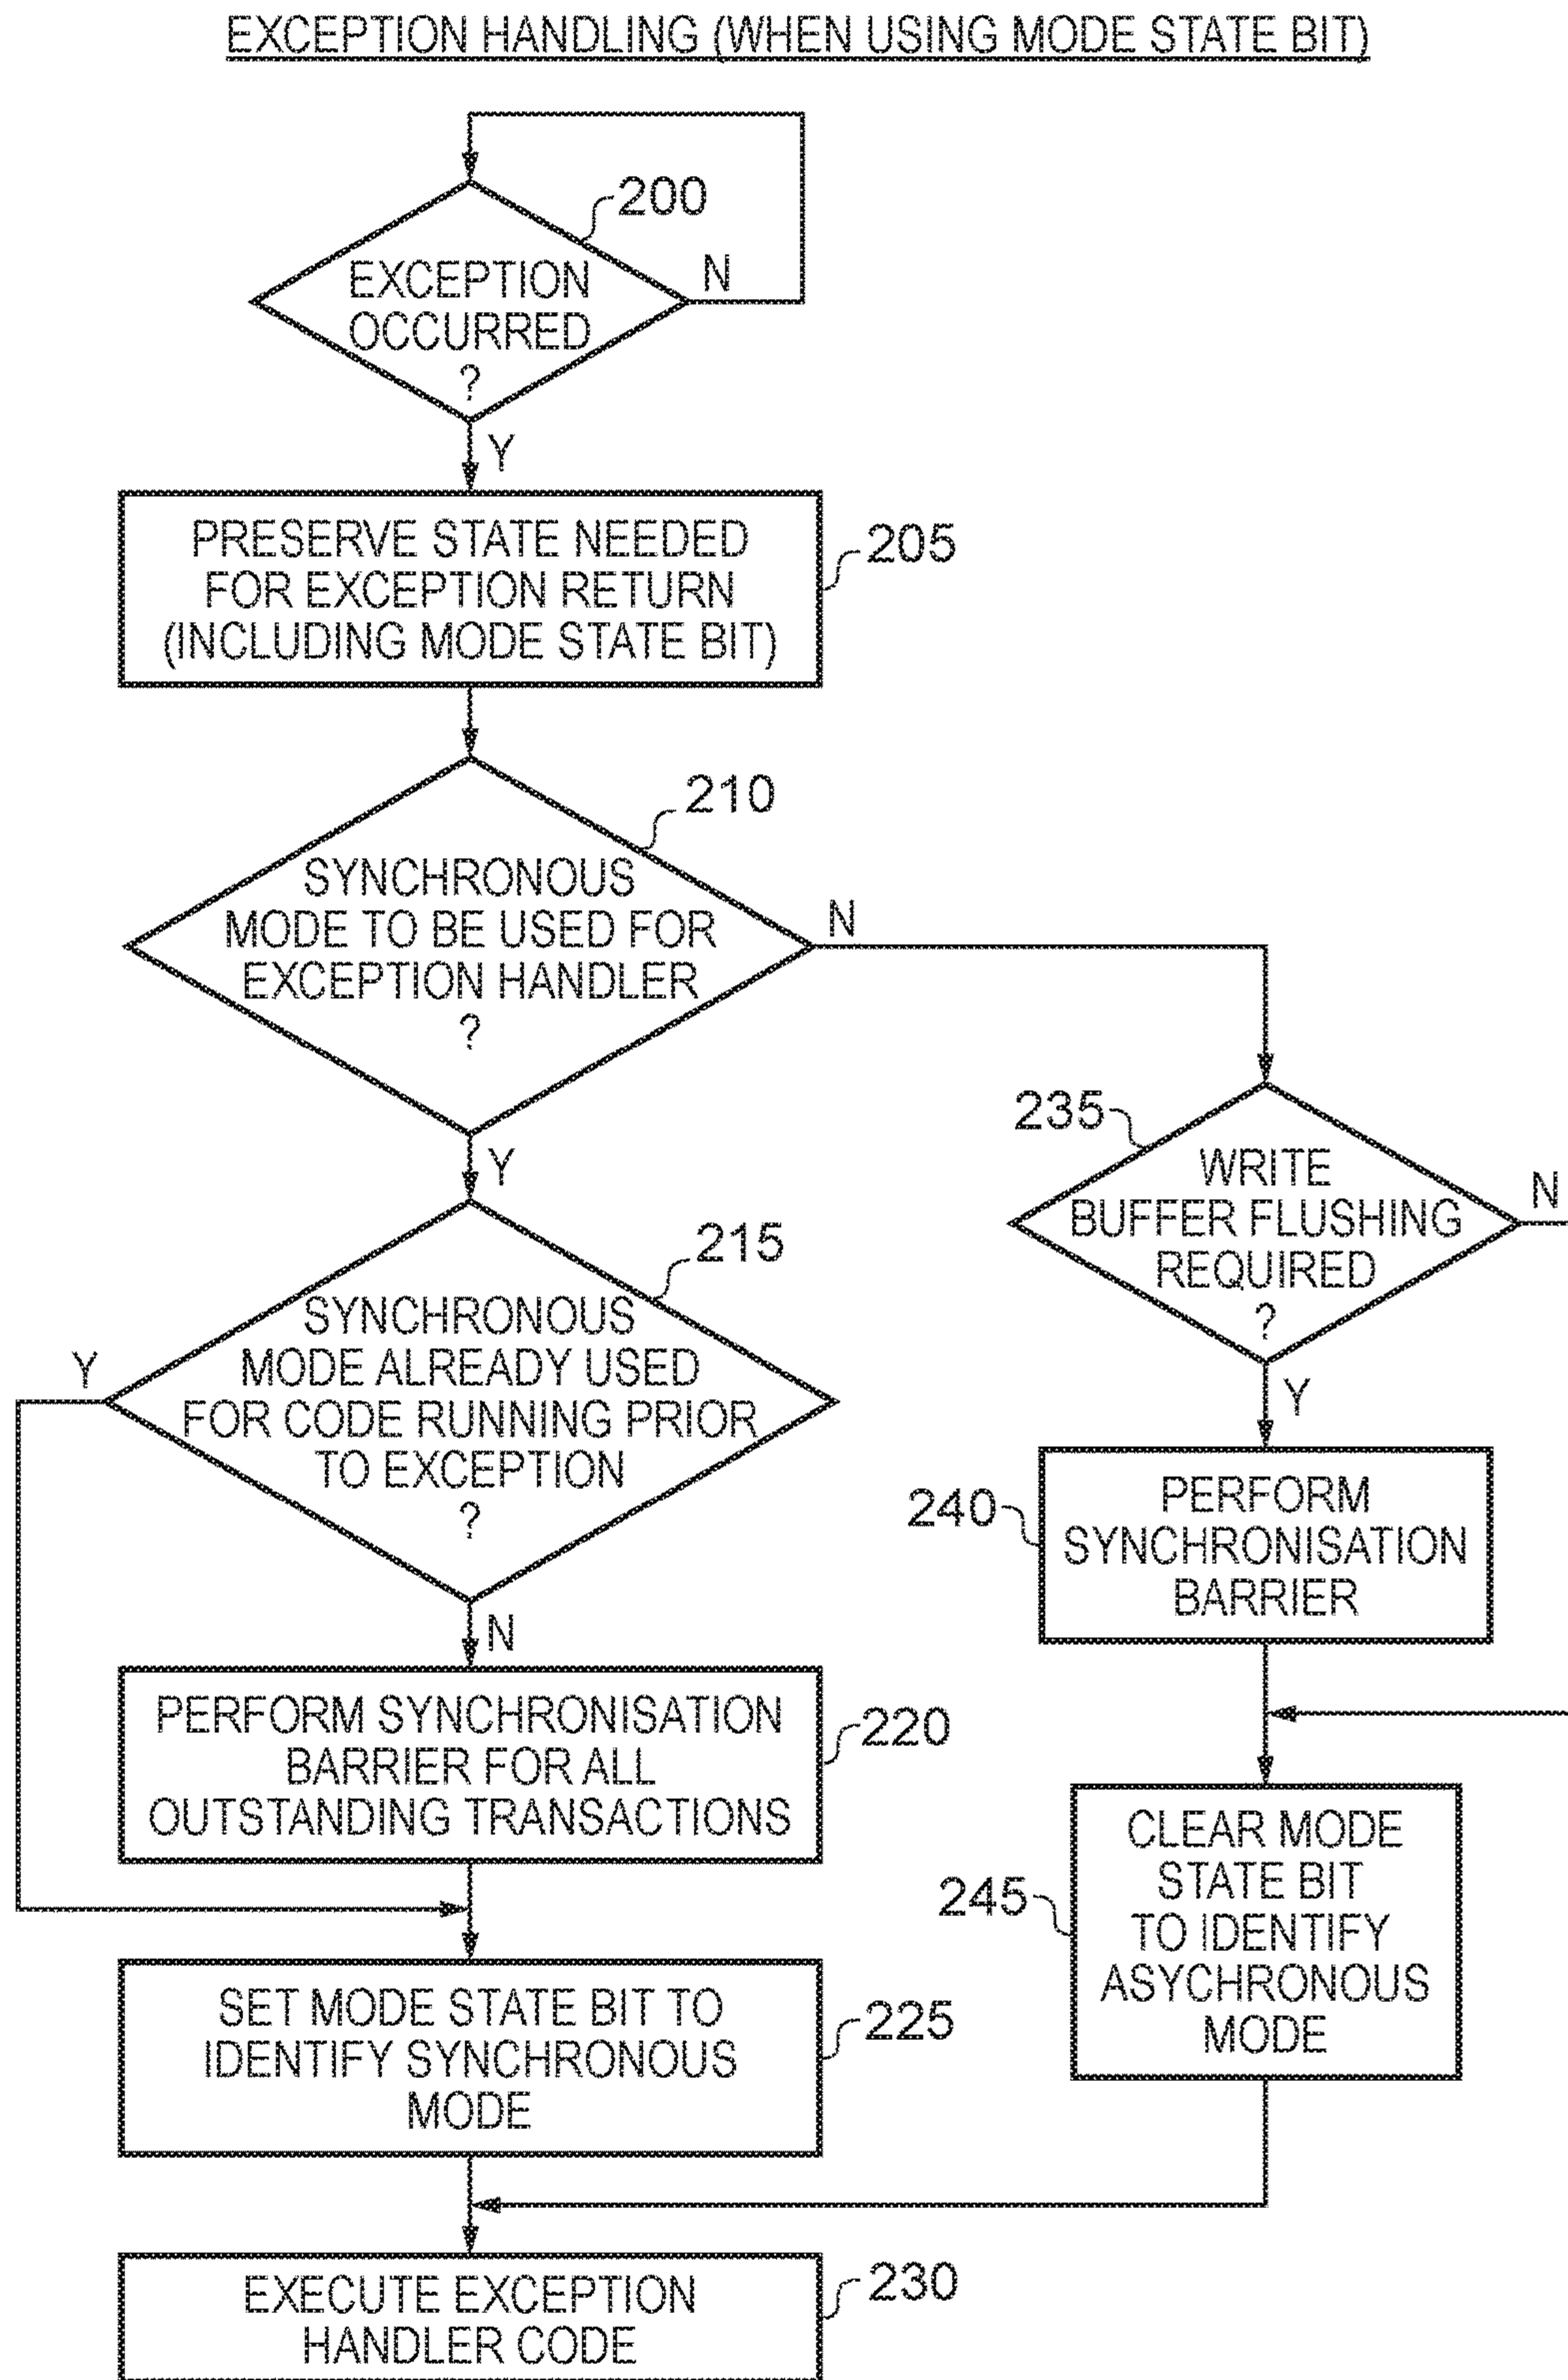 EXCEPTION HANDLING (WHEN USING MODE STATE BIT)
200
EXCEPTION
OCCURRED
?
N
Y
PRESERVE STATE NEEDED
FOR EXCEPTION RETURN
(INCLUDING MODE STATE BIT)
205
210
SYNCHRONOUS
MODE TO BE USED FOR
EXCEPTION HANDLER
?
N
Y
235
WRITE
BUFFER FLUSHING
REQUIRED
?
N
Y
215
SYNCHRONOUS
MODE ALREADY USED
FOR CODE RUNNING PRIOR
TO EXCEPTION
?
Y
N
240
PERFORM
SYNCHRONISATION
BARRIER
PERFORM SYNCHRONISATION
BARRIER FOR ALL
OUTSTANDING TRANSACTIONS
220
245
CLEAR MODE
STATE BIT
TO IDENTIFY
ASYCHRONOUS
MODE
SET MODE STATE BIT TO
IDENTIFY SYNCHRONOUS
MODE
225
EXECUTE EXCEPTION
HANDLER CODE
230